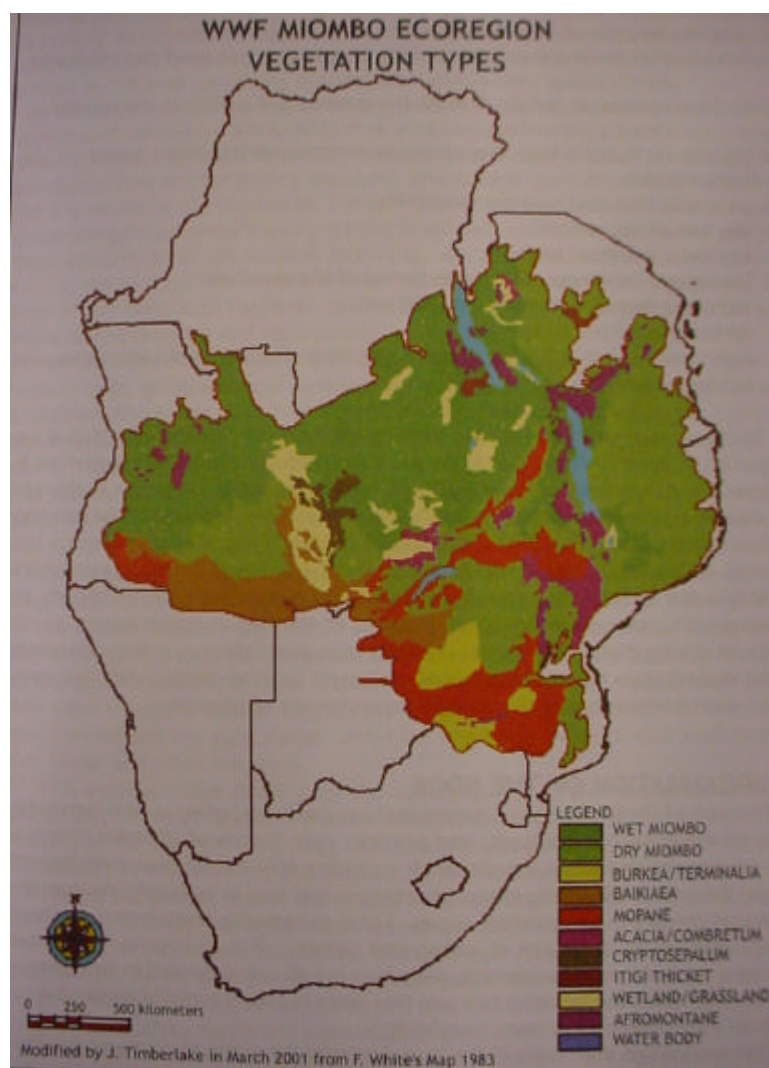 WWF MIOMBO ECOREGION
VEGETATION TYPES
LEGEND
WET MIOMBO
DRY MIOMBO
BURKEA/TERMINALIA
BAIKIAEA
MOPANE
ACACIA/COMBRETUM
CRYPTOSEPALUM
ITIGI THICKET
WETLAND/GRASSLAND
AFROMONTANE
WATER BODY
N
0 250 500 kilometers
Modified by J. Timberlake in March 2001 from F. White's Map 1983